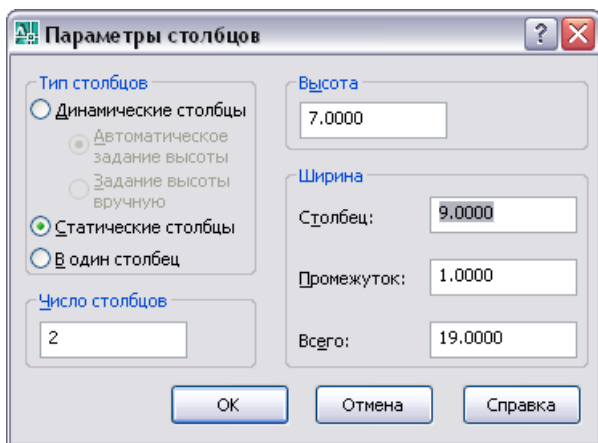 Параметры столбцов
Тип столбцов
Динамические столбцы
Автоматическое
задание высоты
Задание высоты
вручную
Статические столбцы
В один столбец
Число столбцов
2
Высота
7.0000
Ширина
Столбец:
9.0000
Промежуток:
1.0000
Всего:
19.0000
OK
Отмена
Справка